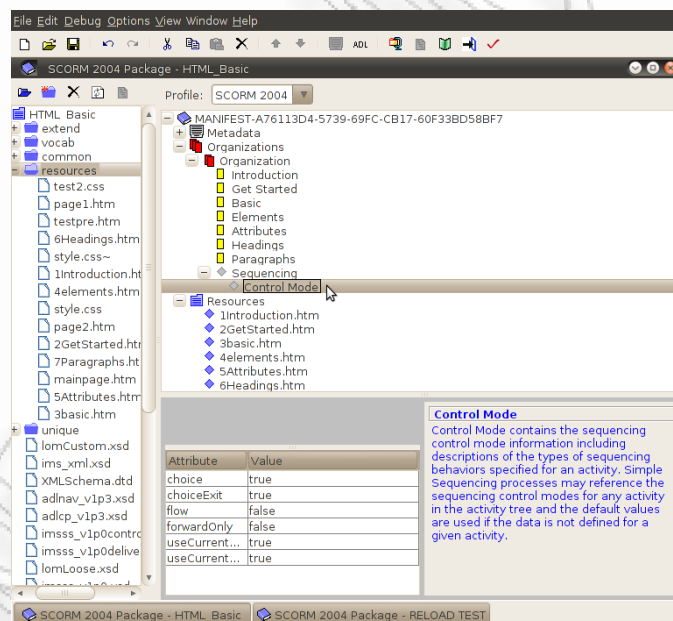 File Edit Debug Options View Window Help
ADL
SCORM 2004 Package - HTML_Basic
Profile: SCORM 2004
HTML_Basic
extend
vocab
common
resources
test2.css
page1.htm
testpre.htm
6Headings.htm
style.css~
1Introduction.ht
4elements.htm
style.css
page2.htm
2GetStarted.htm
7Paragraphs.ht
mainpage.htm
5Attributes.htm
3basic.htm
unique
lomCustom.xsd
ims_xml.xsd
XMLSchema.dtd
adlnav_v1p3.xsd
adlcp_v1p3.xsd
imsss_v1p0contro
imsss_v1p0delive
lomLoose.xsd
MANIFEST-A76113D4-5739-69FC-CB17-60F33BD58BF7
Metadata
Organizations
Organization
Introduction
Get Started
Basic
Elements
Attributes
Headings
Paragraphs
Sequencing
Control Mode
Resources
1Introduction.htm
2GetStarted.htm
3basic.htm
4elements.htm
5Attributes.htm
6Headings.htm
Attribute Value
choice true
choiceExit true
flow false
forwardOnly false
useCurrent... true
useCurrent... true
Control Mode
Control Mode contains the sequencing
control mode information including
descriptions of the types of sequencing
behaviors specified for an activity. Simple
Sequencing processes may reference the
sequencing control modes for any activity
in the activity tree and the default values
are used if the data is not defined for a
given activity.
SCORM 2004 Package - HTML_Basic SCORM 2004 Package - RELOAD TEST